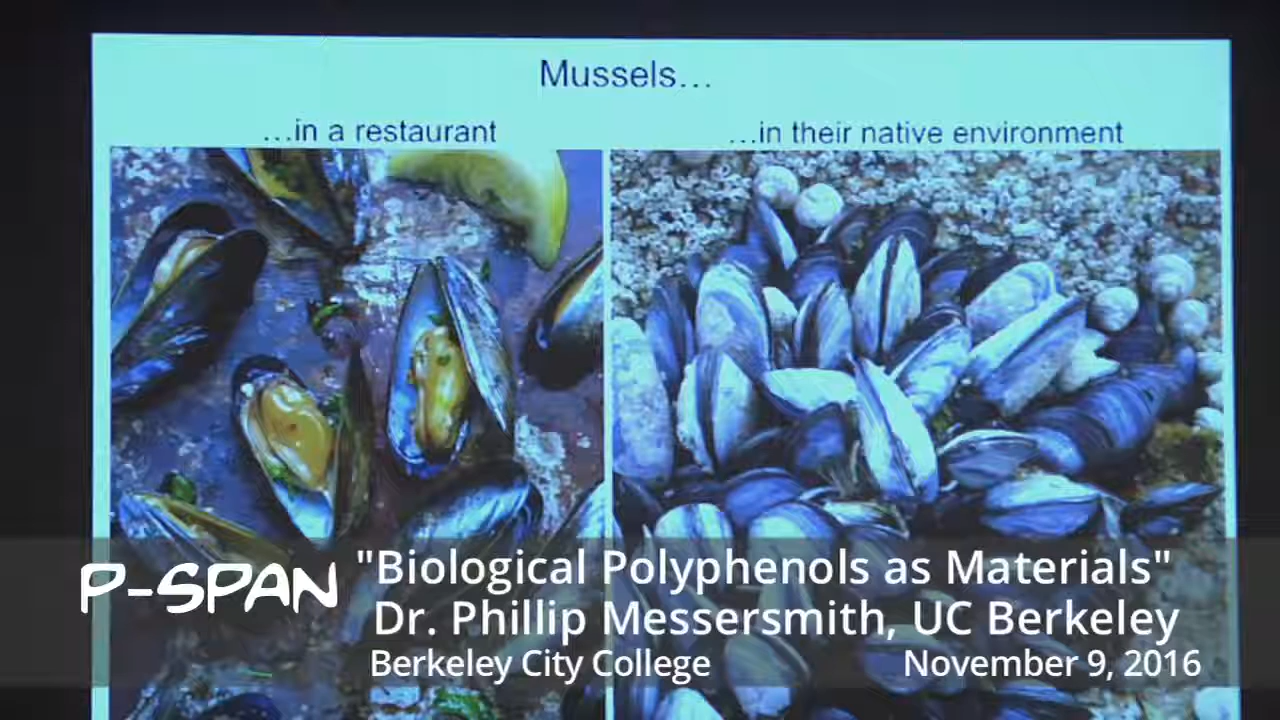 Mussels…
…in a restaurant
…in their native environment
P-SPAN
"Biological Polyphenols as Materials"
Dr. Phillip Messersmith, UC Berkeley
Berkeley City College
November 9, 2016